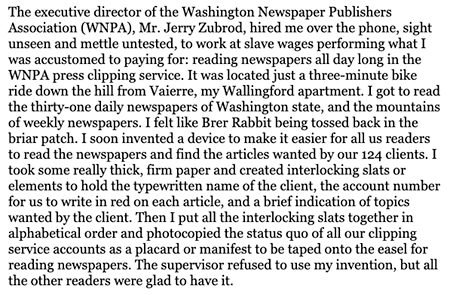 The executive director of the Washington Newspaper Publishers
Association (WNPA), Mr. Jerry Zubrod, hired me over the phone, sight
unseen and mettle untested, to work at slave wages performing what I
was accustomed to paying for: reading newspapers all day long in the
WNPA press clipping service. It was located just a three-minute bike
ride down the hill from Vaierre, my Wallingford apartment. I got to read
the thirty-one daily newspapers of Washington state, and the mountains
of weekly newspapers. I felt like Brer Rabbit being tossed back in the
briar patch. I soon invented a device to make it easier for all us readers
to read the newspapers and find the articles wanted by our 124 clients. I
took some really thick, firm paper and created interlocking slats or
elements to hold the typewritten name of the client, the account number
for us to write in red on each article, and a brief indication of topics
wanted by the client. Then I put all the interlocking slats together in
alphabetical order and photocopied the status quo of all our clipping
service accounts as a placard or manifest to be taped onto the easel for
reading newspapers. The supervisor refused to use my invention, but all
the other readers were glad to have it.